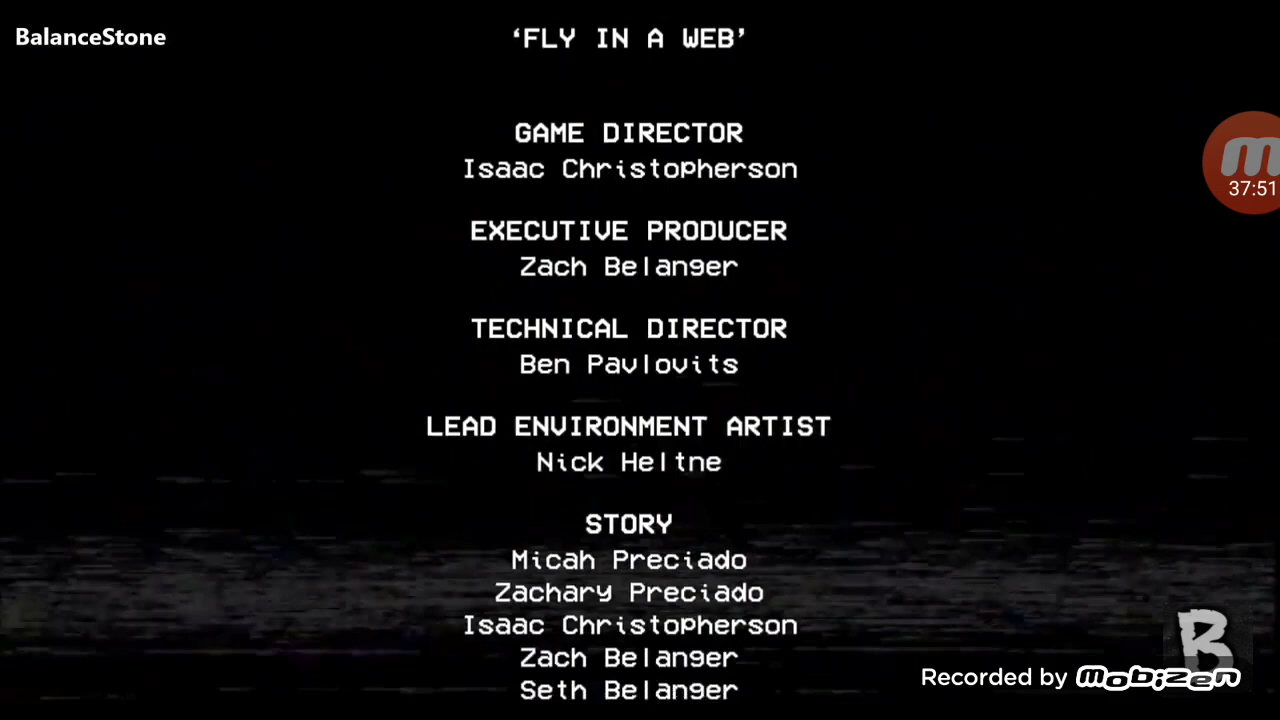 BalanceStone
‘FLY IN A WEB’
GAME DIRECTOR
Isaac Christopherson
37:51
EXECUTIVE PRODUCER
Zach Belanger
TECHNICAL DIRECTOR
Ben Pavlovits
LEAD ENVIRONMENT ARTIST
Nick Heltne
STORY
Micah Preciado
Zachary Preciado
Isaac Christopherson
Zach Belanger
Seth Belanger
B
Recorded by Mobizen